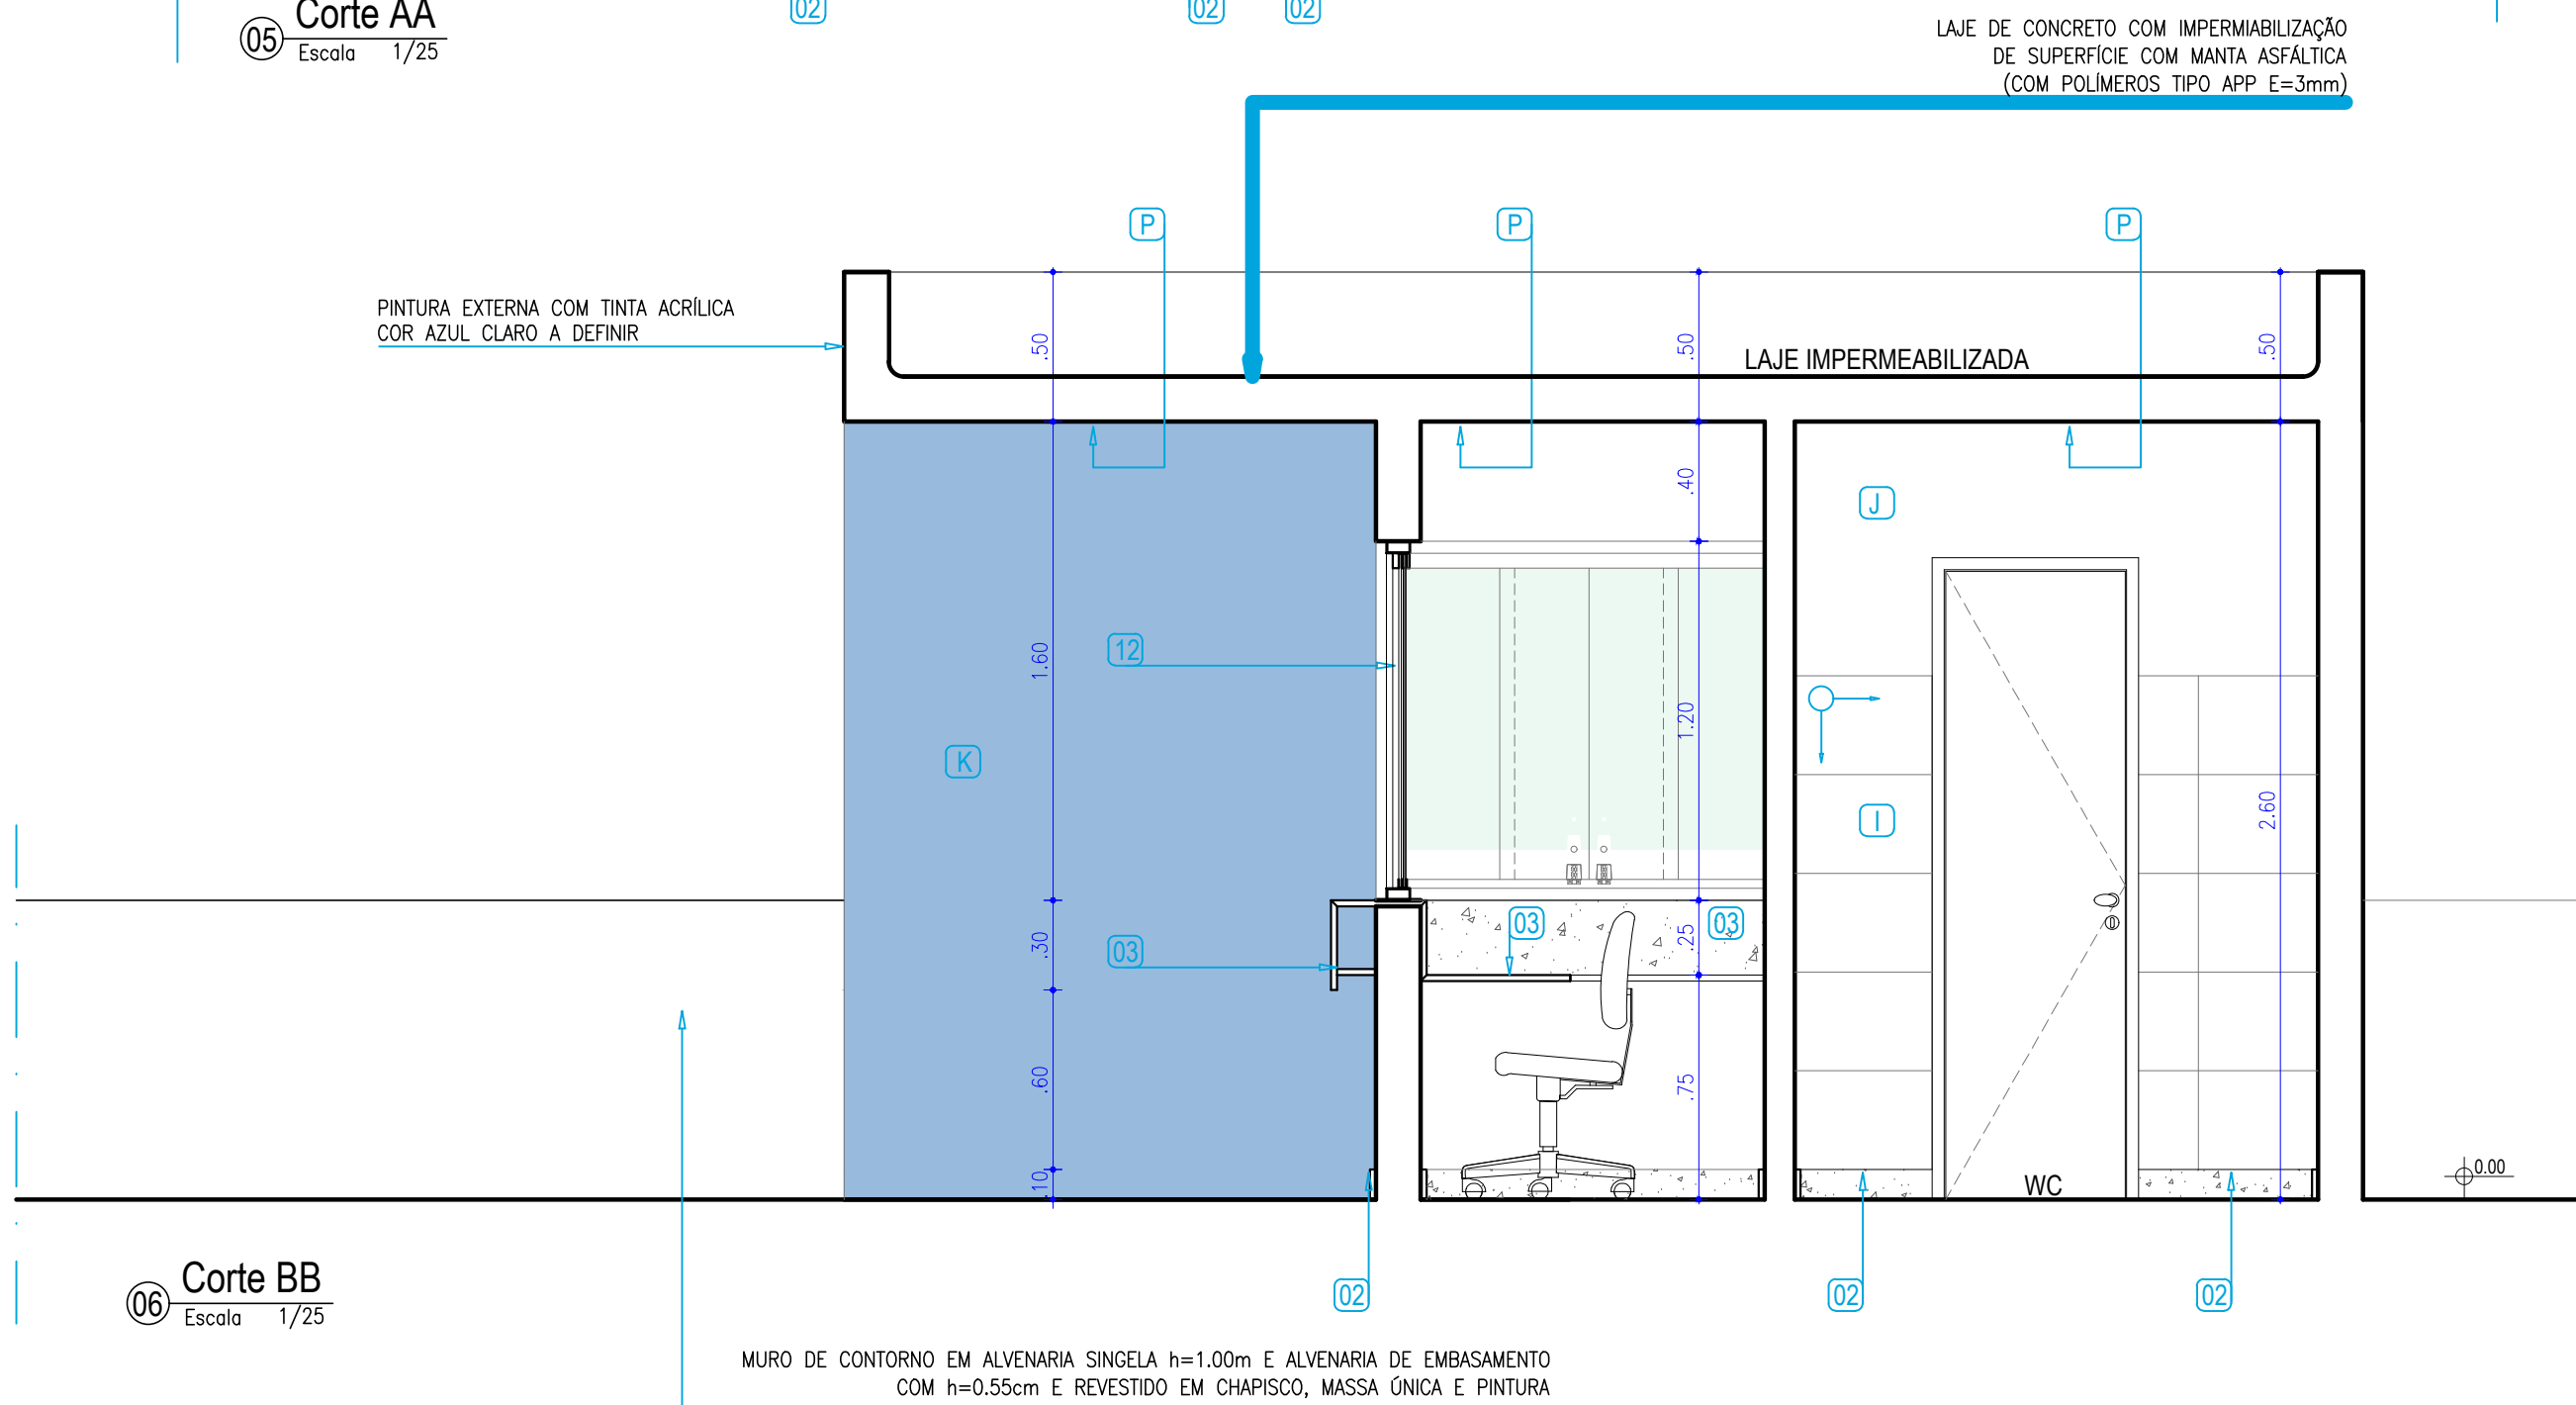 Corte AA
05
Escala 1/25
02
02
02
LAJE DE CONCRETO COM IMPERMIABILIZAÇÃO
DE SUPERFÍCIE COM MANTA ASFÁLTICA
(COM POLÍMEROS TIPO APP E=3mm)
P
P
P
PINTURA EXTERNA COM TINTA ACRÍLICA
COR AZUL CLARO A DEFINIR
.50
.50
.50
LAJE IMPERMEABILIZADA
.40
J
12
1.60
1.20
K
I
2.60
03
03
03
.30
.25
.60
.75
.10
WC
0.00
02
02
02
Corte BB
06
Escala 1/25
MURO DE CONTORNO EM ALVENARIA SINGELA h=1.00m E ALVENARIA DE EMBASAMENTO
COM h=0.55cm E REVESTIDO EM CHAPISCO, MASSA ÚNICA E PINTURA